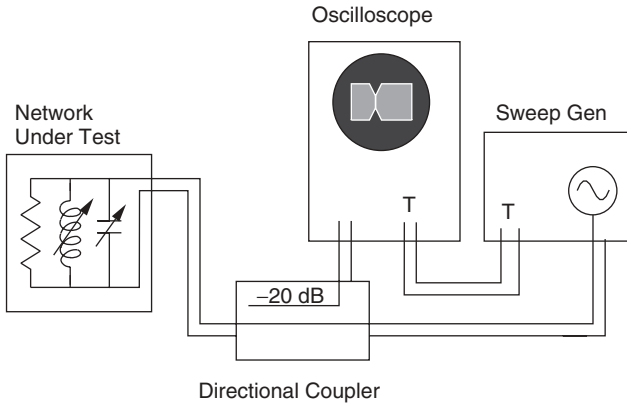 Oscilloscope
Network
Under Test
Sweep Gen
T
T
−20 dB
Directional Coupler